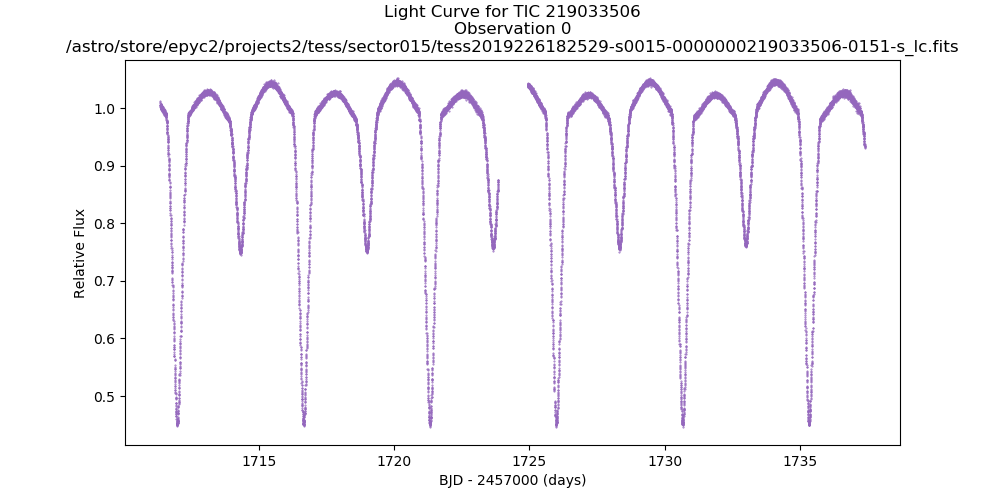 Light Curve for TIC 219033506
Observation 0
/astro/store/epyc2/projects2/tess/sector015/tess2019226182529-s0015-0000000219033506-0151-s_lc.fits
1.0
0.9
0.8
0.7
0.6
0.5
Relative Flux
1715
1720
1725
1730
1735
BJD - 2457000 (days)